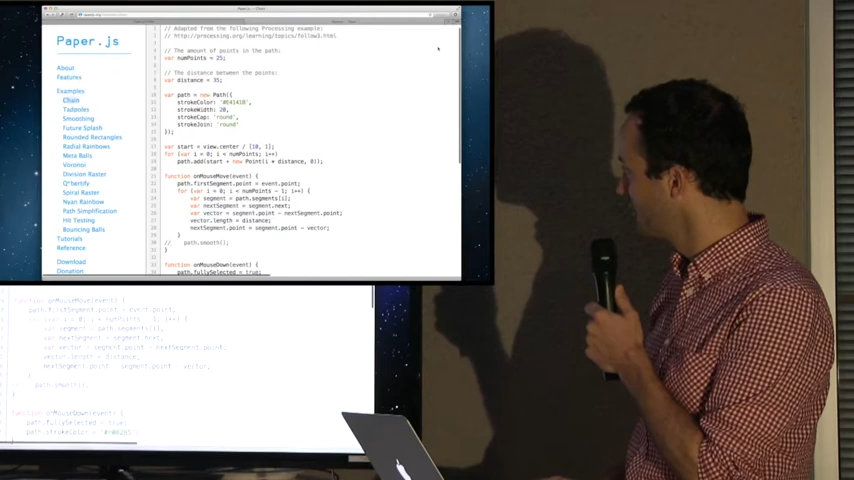 Paper.js
About
Features
Examples
Chain
Tadpoles
Smoothing
Future Splash
Rounded Rectangles
Radial Rainbows
Meta Balls
Voronoi
Division Raster
Q*bertify
Spiral Raster
Nyan Rainbow
Path Simplification
Hit Testing
Bouncing Balls
Tutorials
Reference
Download
Donation
// Adapted from the following Processing example:
// http://processing.org/learning/topics/follow3.html
// The amount of points in the path:
var numPoints = 25;
// The distance between the points:
var distance = 35;
var path = new Path({
strokeColor: '#E4141B',
strokeWidth: 20,
strokeCap: 'round',
strokeJoin: 'round'
});
var start = view.center / [10, 1];
for (var i = 0; i < numPoints; i++)
path.add(start + new Point(i * distance, 0));
function onMouseMove(event) {
path.firstSegment.point = event.point;
for (var i = 0; i < numPoints - 1; i++) {
var segment = path.segments[i];
var nextSegment = segment.next;
var vector = segment.point - nextSegment.point;
vector.length = distance;
nextSegment.point = segment.point - vector;
}
// path.smooth();
}
function onMouseDown(event) {
path.fullySelected = true;
function onMouseMove(event) {
path.firstSegment.point = event.point;
for (var i = 0; i < numPoints - 1; i++) {
var segment = path.segments[i];
var nextSegment = segment.next;
var vector = segment.point - nextSegment.point;
vector.length = distance;
nextSegment.point = segment.point - vector;
}
// path.smooth();
}
function onMouseDown(event) {
path.fullySelected = true;
path.strokeColor =